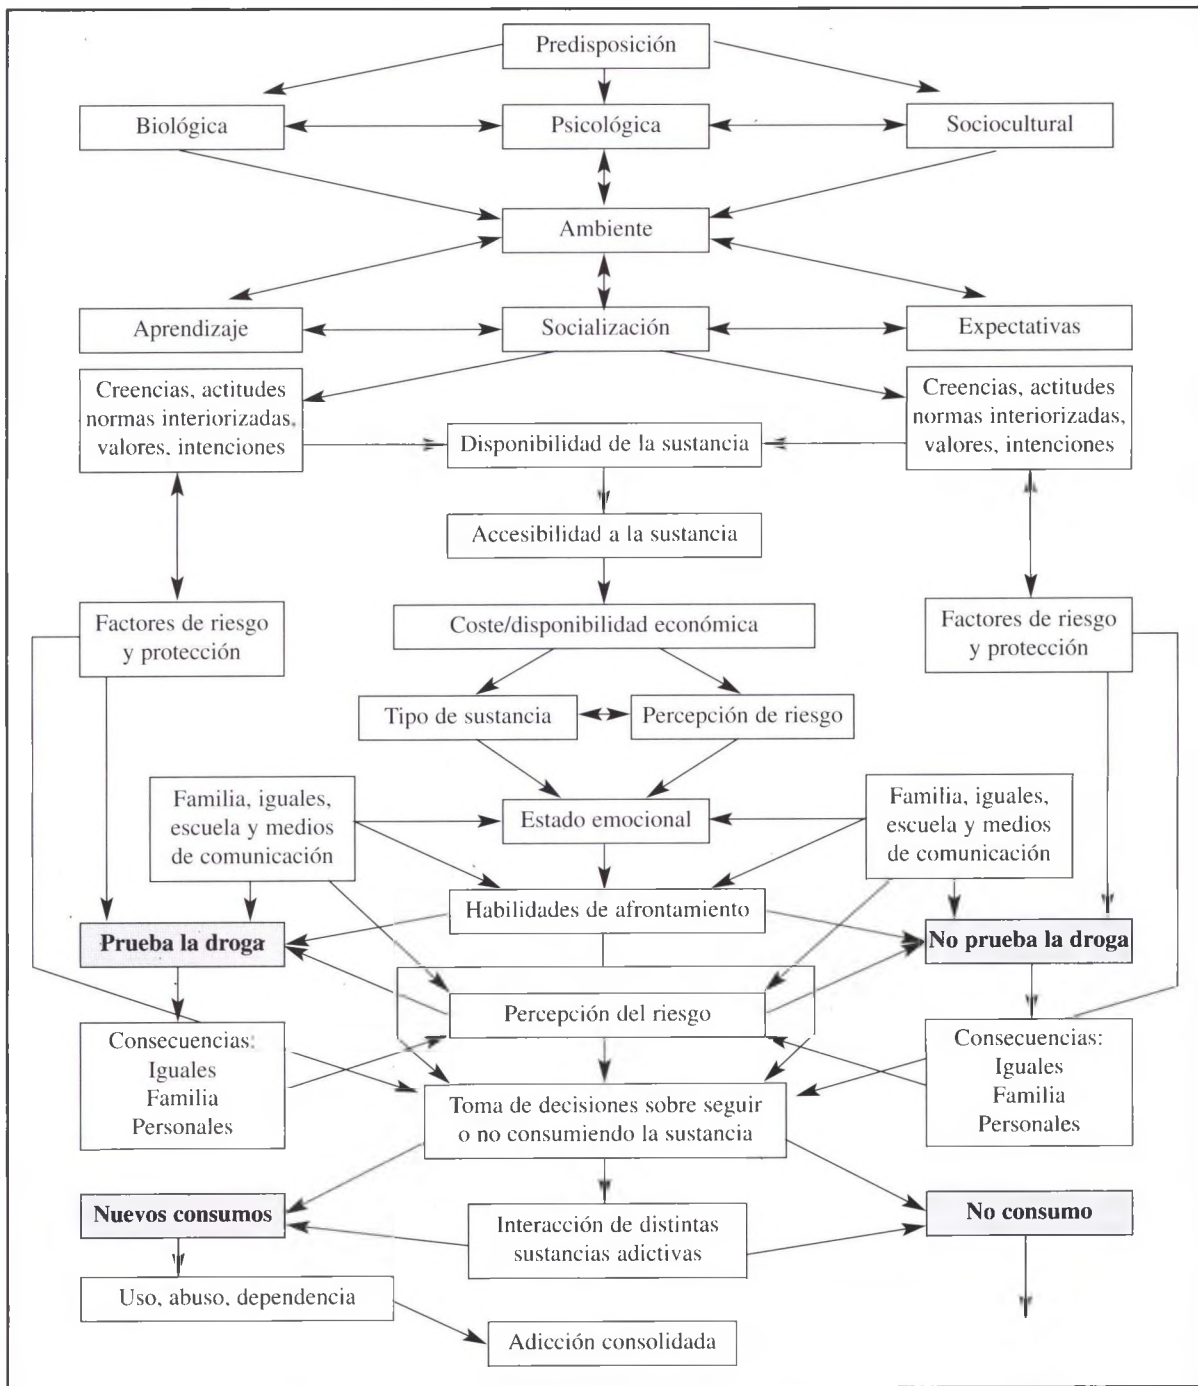 Predisposición
Biológica
Psicológica
Sociocultural
Ambiente
Aprendizaje
Socialización
Expectativas
Creencias, actitudes
normas interiorizadas,
valores, intenciones
Disponibilidad de la sustancia
Creencias, actitudes
normas interiorizadas,
valores, intenciones
Accesibilidad a la sustancia
Factores de riesgo
y protección
Coste/disponibilidad económica
Factores de riesgo
y protección
Tipo de sustancia
Percepción de riesgo
Familia, iguales,
escuela y medios
de comunicación
Estado emocional
Familia, iguales,
escuela y medios
de comunicación
Habilidades de afrontamiento
Prueba la droga
No prueba la droga
Percepción del riesgo
Consecuencias:
Iguales
Familia
Personales
Consecuencias:
Iguales
Familia
Personales
Toma de decisiones sobre seguir
o no consumiendo la sustancia
Nuevos consumos
Interacción de distintas
sustancias adictivas
No consumo
Uso, abuso, dependencia
Adicción consolidada